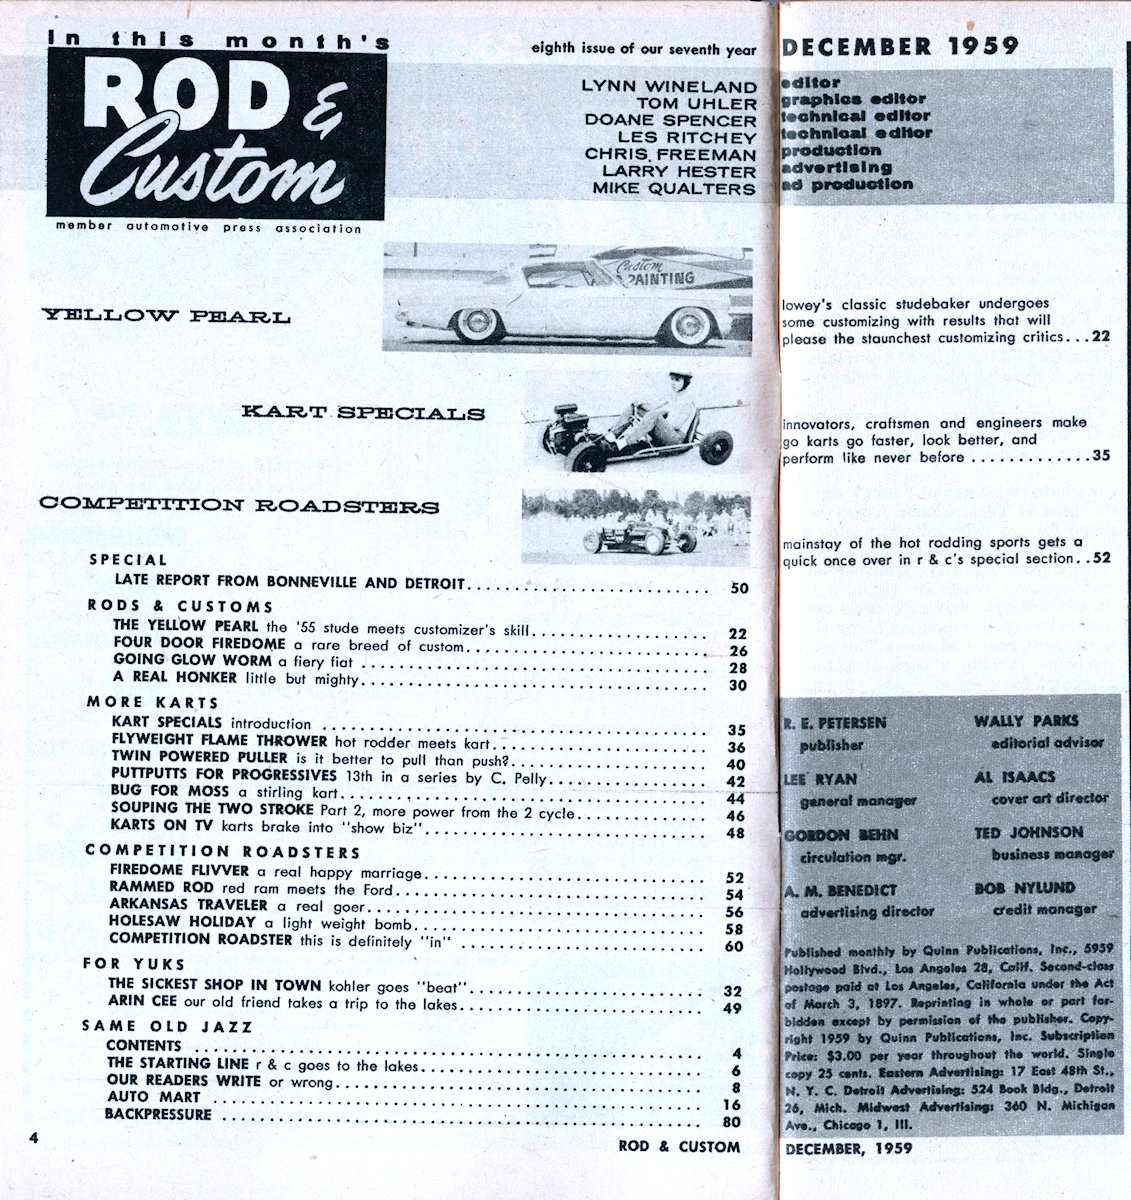 In this month's
ROD &
Custom
member automotive press association
eighth issue of our seventh year
DECEMBER 1959
LYNN WINELAND editor
TOM UHLER graphics editor
DOANE SPENCER technical editor
LES RITCHEY technical editor
CHRIS FREEMAN production
LARRY HESTER advertising
MIKE QUALTERS ad production
YELLOW PEARL
Custom
PAINTING
lowey's classic studebaker undergoes
some customizing with results that will
please the staunchest customizing critics...22
KART SPECIALS
innovators, craftsmen and engineers make
go karts go faster, look better, and
perform like never before .............35
COMPETITION ROADSTERS
mainstay of the hot rodding sports gets a
quick once over in r & c's special section..52
SPECIAL
LATE REPORT FROM BONNEVILLE AND DETROIT........................ 50
RODS & CUSTOMS
THE YELLOW PEARL the '55 stude meets customizer's skill................. 22
FOUR DOOR FIREDOME a rare breed of custom........................ 26
GOING GLOW WORM a fiery fiat .................................. 28
A REAL HONKER little but mighty.................................. 30
MORE KARTS
KART SPECIALS introduction ...................................... 35
FLYWEIGHT FLAME THROWER hot rodder meets kart..................... 36
TWIN POWERED PULLER is it better to pull than push?.................... 40
PUTTPUTTS FOR PROGRESSIVES 13th in a series by C. Pelly................ 42
BUG FOR MOSS a stirling kart..................................... 44
SOUPING THE TWO STROKE Part 2, more power from the 2 cycle............. 46
KARTS ON TV karts brake into "show biz"............................ 48
COMPETITION ROADSTERS
FIREDOME FLIVVER a real happy marriage............................ 52
RAMMED ROD red ram meets the Ford............................... 54
ARKANSAS TRAVELER a real goer.................................. 56
HOLESAW HOLIDAY a light weight bomb............................. 58
COMPETITION ROADSTER this is definitely "in" ........................ 60
FOR YUKS
THE SICKEST SHOP IN TOWN kohler goes "beat"....................... 32
ARIN CEE our old friend takes a trip to the lakes........................ 49
SAME OLD JAZZ
CONTENTS .................................................. 4
THE STARTING LINE r & c goes to the lakes............................ 6
OUR READERS WRITE or wrong..................................... 8
AUTO MART ................................................. 16
BACKPRESSURE ................................................ 80
R. E. PETERSEN
publisher
LEE RYAN
general manager
GORDON BEHN
circulation mgr.
A. M. BENEDICT
advertising director
WALLY PARKS
editorial advisor
AL ISAACS
cover art director
TED JOHNSON
business manager
BOB NYLUND
credit manager
Published monthly by Quinn Publications, Inc., 5959
Hollywood Blvd., Los Angeles 28, Calif. Second-class
postage paid at Los Angeles, California under the Act
of March 3, 1897. Reprinting in whole or part for-
bidden except by permission of the publisher. Copy-
right 1959 by Quinn Publications, Inc. Subscription
Price: $3.00 per year throughout the world. Single
copy 25 cents. Eastern Advertising: 17 East 48th St.,
N. Y. C. Detroit Advertising: 524 Book Bldg., Detroit
26, Mich. Midwest Advertising: 360 N. Michigan
Ave., Chicago 1, Ill.
4
ROD & CUSTOM
DECEMBER, 1959